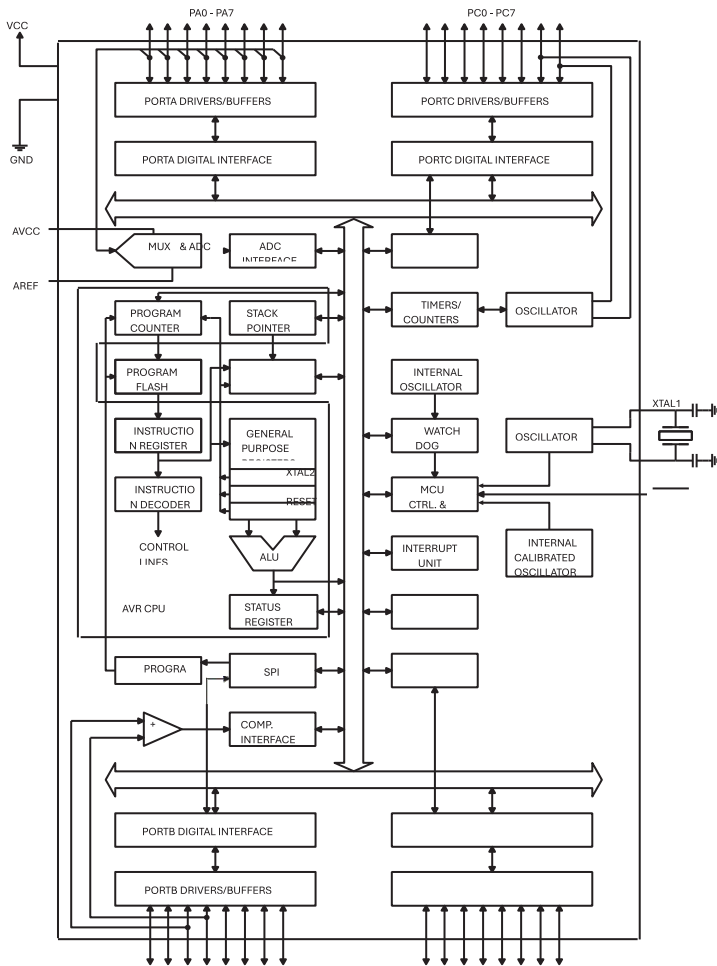 PA0 - PA7
PC0 - PC7
VCC
GND
PORTA DRIVERS/BUFFERS
PORTC DRIVERS/BUFFERS
PORTA DIGITAL INTERFACE
PORTC DIGITAL INTERFACE
AVCC
AREF
MUX & ADC
ADC
INTERFACE
PROGRAM
COUNTER
STACK
POINTER
TIMERS/
COUNTERS
OSCILLATOR
PROGRAM
FLASH
INTERNAL
OSCILLATOR
XTAL1
INSTRUCTIO
N REGISTER
GENERAL
PURPOSE
REGISTERS
XTAL2
RESET
WATCH
DOG
OSCILLATOR
INSTRUCTIO
N DECODER
MCU
CTRL. &
CONTROL
LINES
ALU
INTERRUPT
UNIT
INTERNAL
CALIBRATED
OSCILLATOR
AVR CPU
STATUS
REGISTER
PROGRA
SPI
+
COMP.
INTERFACE
PORTB DIGITAL INTERFACE
PORTB DRIVERS/BUFFERS